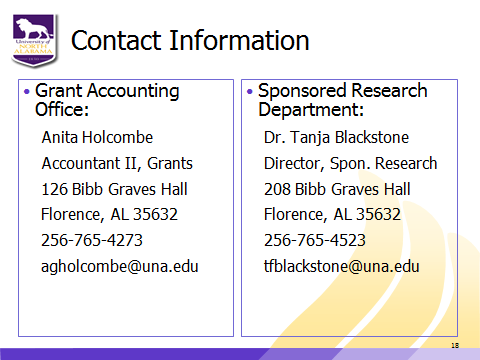 University of
NORTH
ALABAMA
Contact Information
• Grant Accounting
Office:
Anita Holcombe
Accountant II, Grants
126 Bibb Graves Hall
Florence, AL 35632
256-765-4273
agholcombe@una.edu
• Sponsored Research
Department:
Dr. Tanja Blackstone
Director, Spon. Research
208 Bibb Graves Hall
Florence, AL 35632
256-765-4523
tfblackstone@una.edu
18